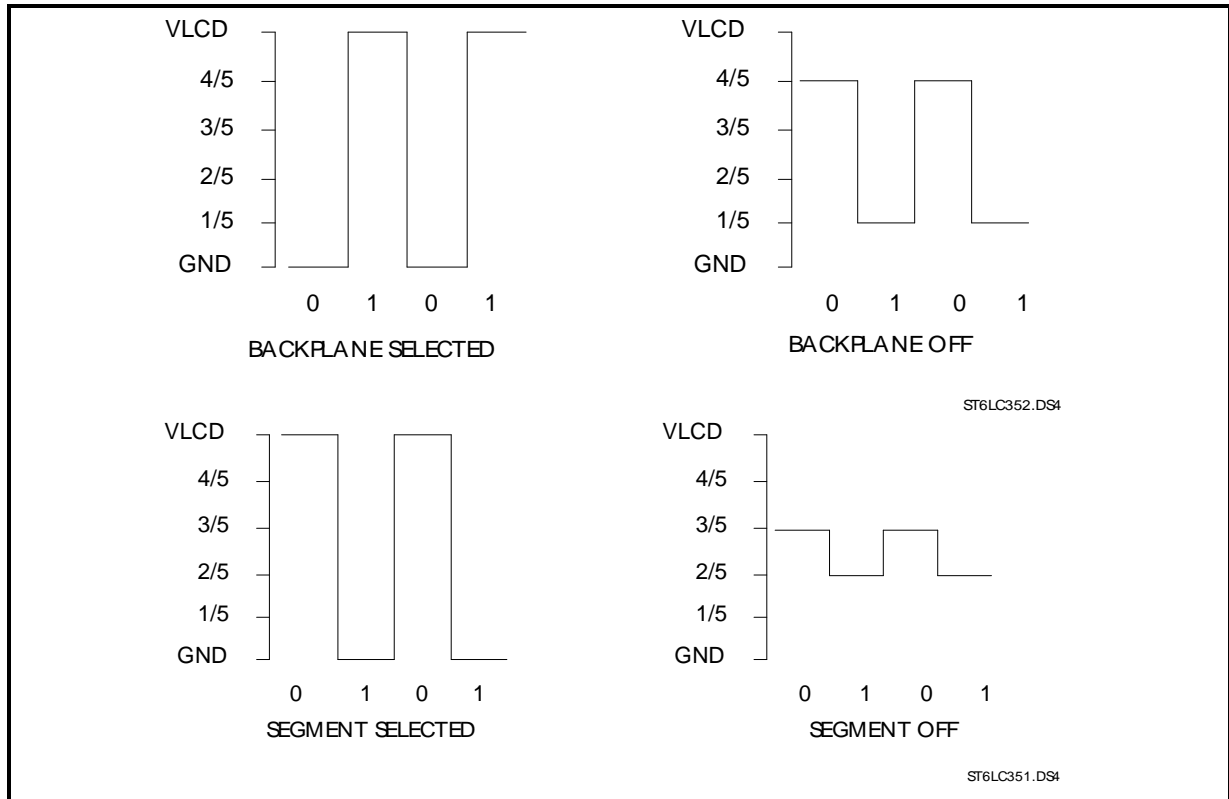 VLCD
4/5
3/5
2/5
1/5
GND
0 1 0 1
BACKPLANE SELECTED
VLCD
4/5
3/5
2/5
1/5
GND
0 1 0 1
BACKPLANE OFF
ST6LC352.DS4
VLCD
4/5
3/5
2/5
1/5
GND
0 1 0 1
SEGMENT SELECTED
VLCD
4/5
3/5
2/5
1/5
GND
0 1 0 1
SEGMENT OFF
ST6LC351.DS4